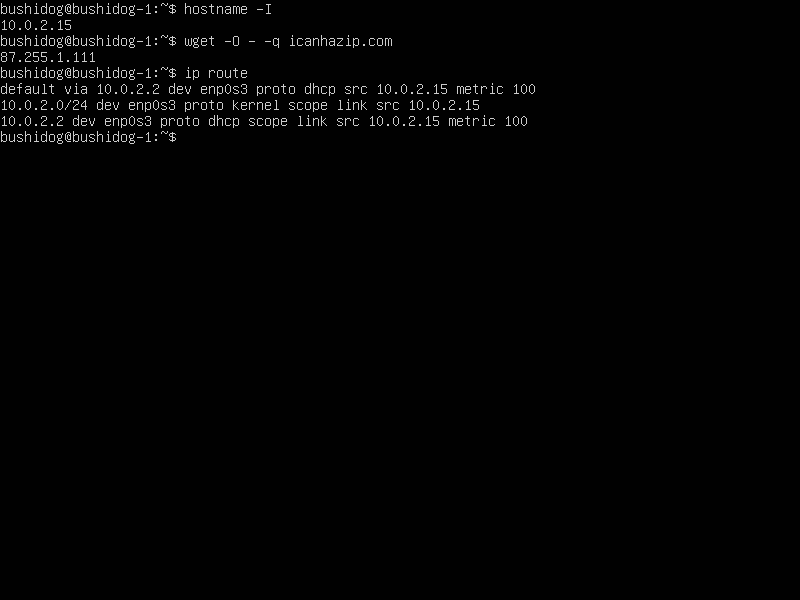 bushidog@bushidog-1:~$ hostname -I
10.0.2.15
bushidog@bushidog-1:~$ wget -O - -q icanhazip.com
87.255.1.111
bushidog@bushidog-1:~$ ip route
default via 10.0.2.2 dev enp0s3 proto dhcp src 10.0.2.15 metric 100
10.0.2.0/24 dev enp0s3 proto kernel scope link src 10.0.2.15
10.0.2.2 dev enp0s3 proto dhcp scope link src 10.0.2.15 metric 100
bushidog@bushidog-1:~$